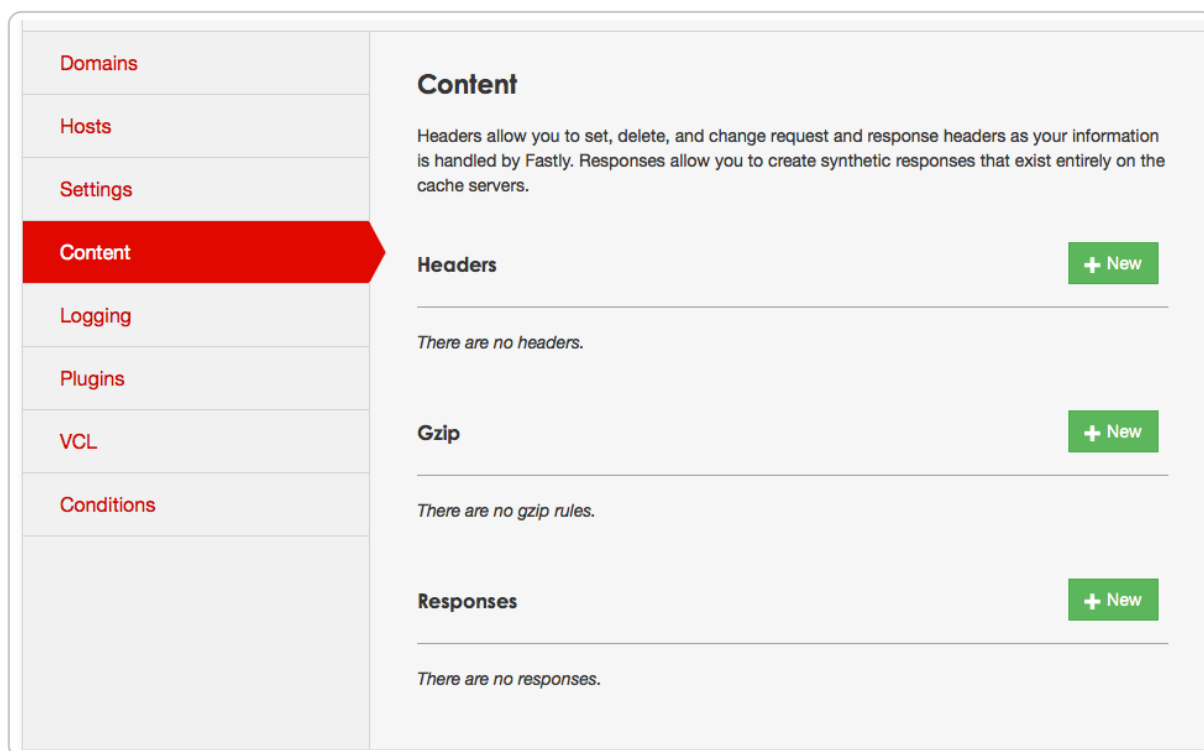 Domains
Hosts
Settings
Content
Logging
Plugins
VCL
Conditions
Content
Headers allow you to set, delete, and change request and response headers as your information
is handled by Fastly. Responses allow you to create synthetic responses that exist entirely on the
cache servers.
Headers
+ New
There are no headers.
Gzip
+ New
There are no gzip rules.
Responses
+ New
There are no responses.